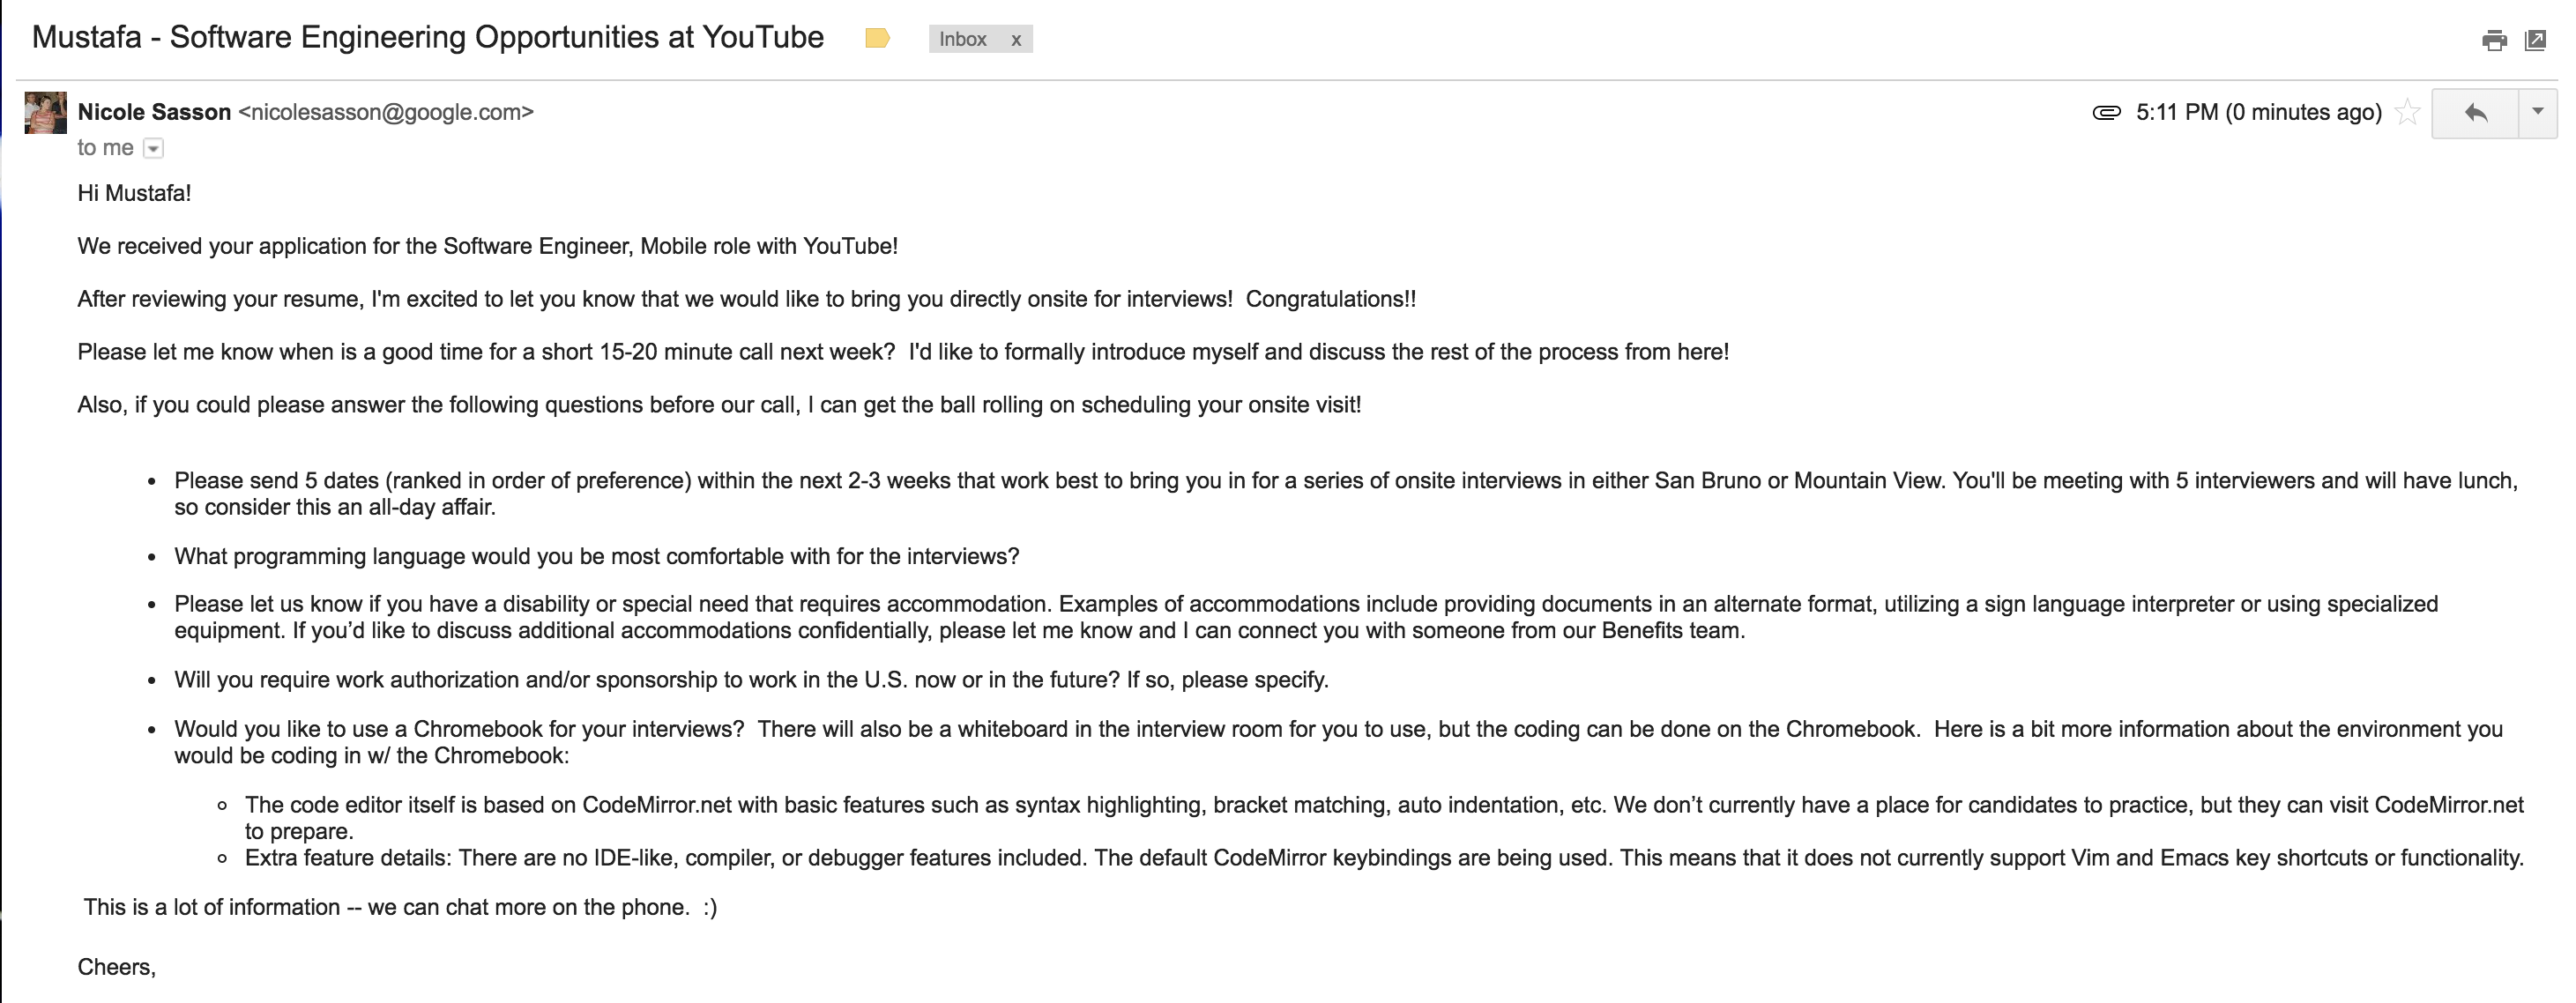 Mustafa - Software Engineering Opportunities at YouTube Inbox x
Nicole Sasson <nicolesasson@google.com> 5:11 PM (0 minutes ago)
to me
Hi Mustafa!
We received your application for the Software Engineer, Mobile role with YouTube!
After reviewing your resume, I'm excited to let you know that we would like to bring you directly onsite for interviews!  Congratulations!!
Please let me know when is a good time for a short 15-20 minute call next week?  I'd like to formally introduce myself and discuss the rest of the process from here!
Also, if you could please answer the following questions before our call, I can get the ball rolling on scheduling your onsite visit!
• Please send 5 dates (ranked in order of preference) within the next 2-3 weeks that work best to bring you in for a series of onsite interviews in either San Bruno or Mountain View. You'll be meeting with 5 interviewers and will have lunch,
so consider this an all-day affair.
• What programming language would you be most comfortable with for the interviews?
• Please let us know if you have a disability or special need that requires accommodation. Examples of accommodations include providing documents in an alternate format, utilizing a sign language interpreter or using specialized
equipment. If you’d like to discuss additional accommodations confidentially, please let me know and I can connect you with someone from our Benefits team.
• Will you require work authorization and/or sponsorship to work in the U.S. now or in the future? If so, please specify.
• Would you like to use a Chromebook for your interviews?  There will also be a whiteboard in the interview room for you to use, but the coding can be done on the Chromebook.  Here is a bit more information about the environment you
would be coding in w/ the Chromebook:
○ The code editor itself is based on CodeMirror.net with basic features such as syntax highlighting, bracket matching, auto indentation, etc. We don’t currently have a place for candidates to practice, but they can visit CodeMirror.net
to prepare.
○ Extra feature details: There are no IDE-like, compiler, or debugger features included. The default CodeMirror keybindings are being used. This means that it does not currently support Vim and Emacs key shortcuts or functionality.
This is a lot of information -- we can chat more on the phone.  :)
Cheers,